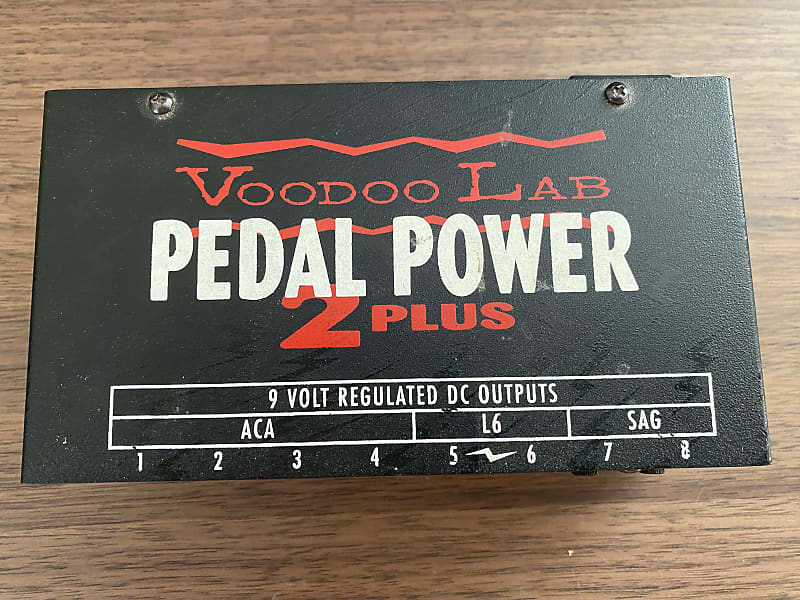 VOODOO LAB
PEDAL POWER
2 PLUS
9 VOLT REGULATED DC OUTPUTS
ACA L6 SAG
1 2 3 4 5 6 7 8